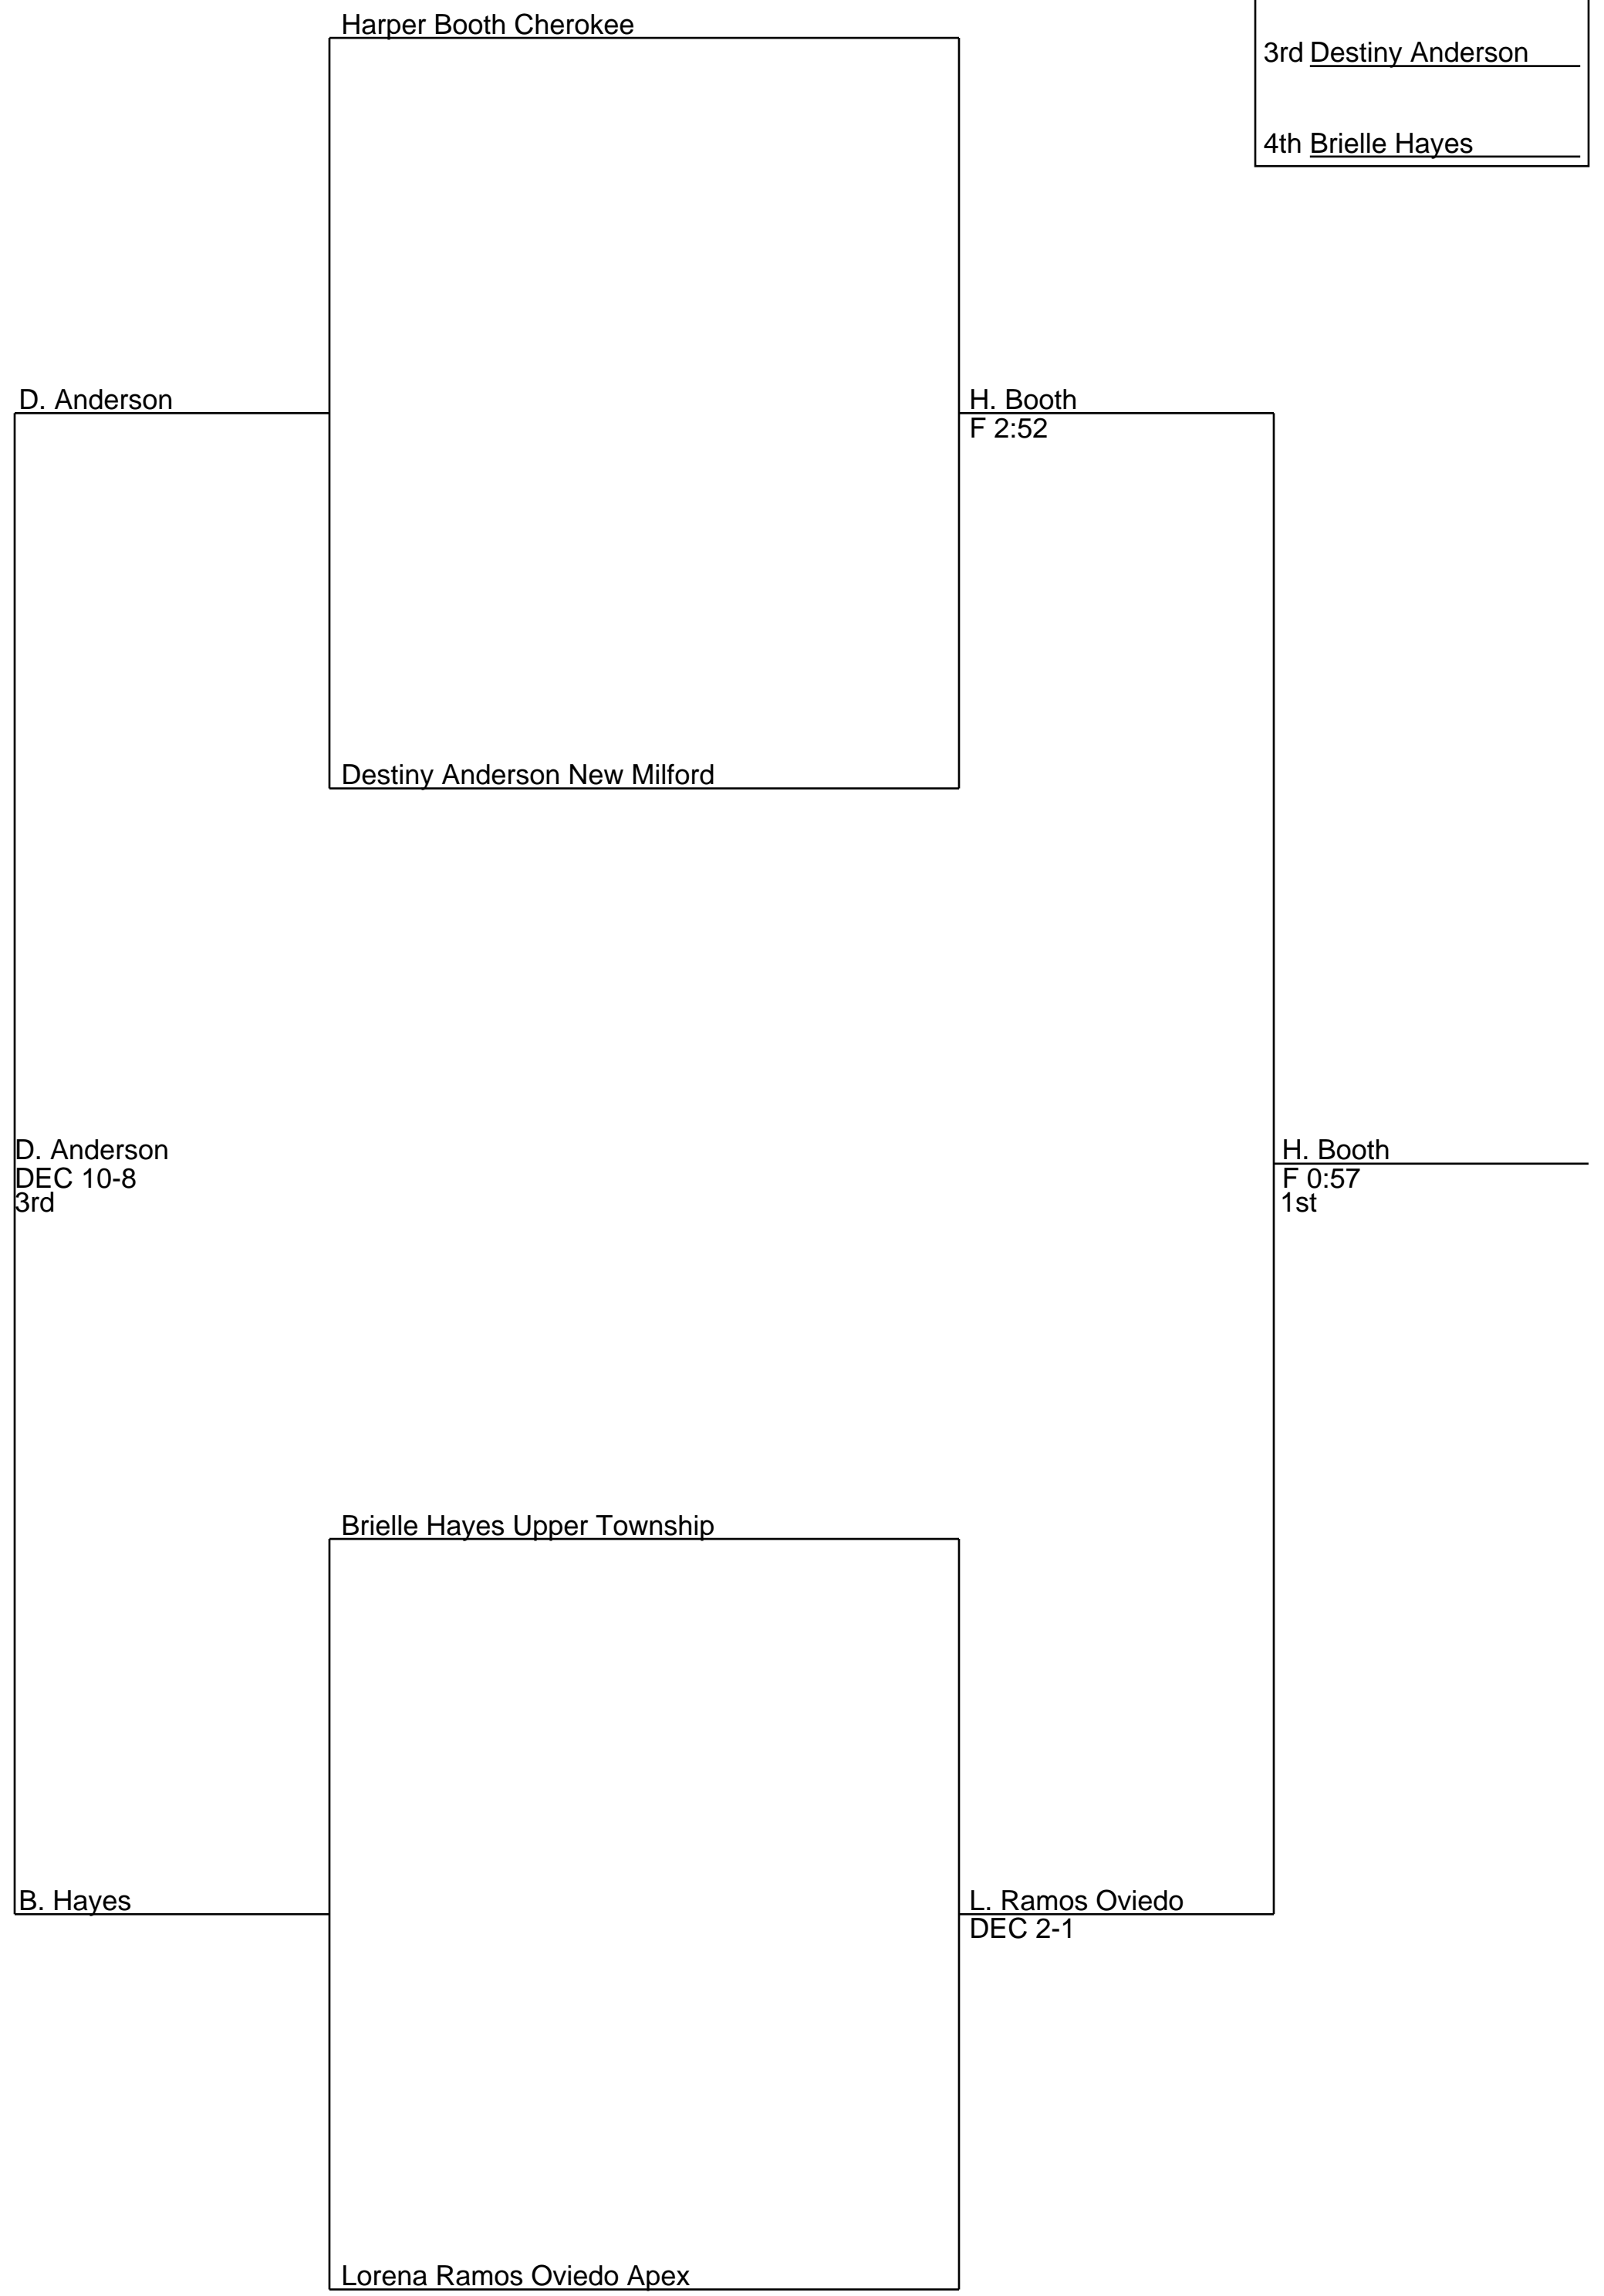 Harper Booth Cherokee
3rd Destiny Anderson
4th Brielle Hayes
D. Anderson
H. Booth
F 2:52
Destiny Anderson New Milford
D. Anderson
DEC 10-8
3rd
H. Booth
F 0:57
1st
Brielle Hayes Upper Township
B. Hayes
L. Ramos Oviedo
DEC 2-1
Lorena Ramos Oviedo Apex